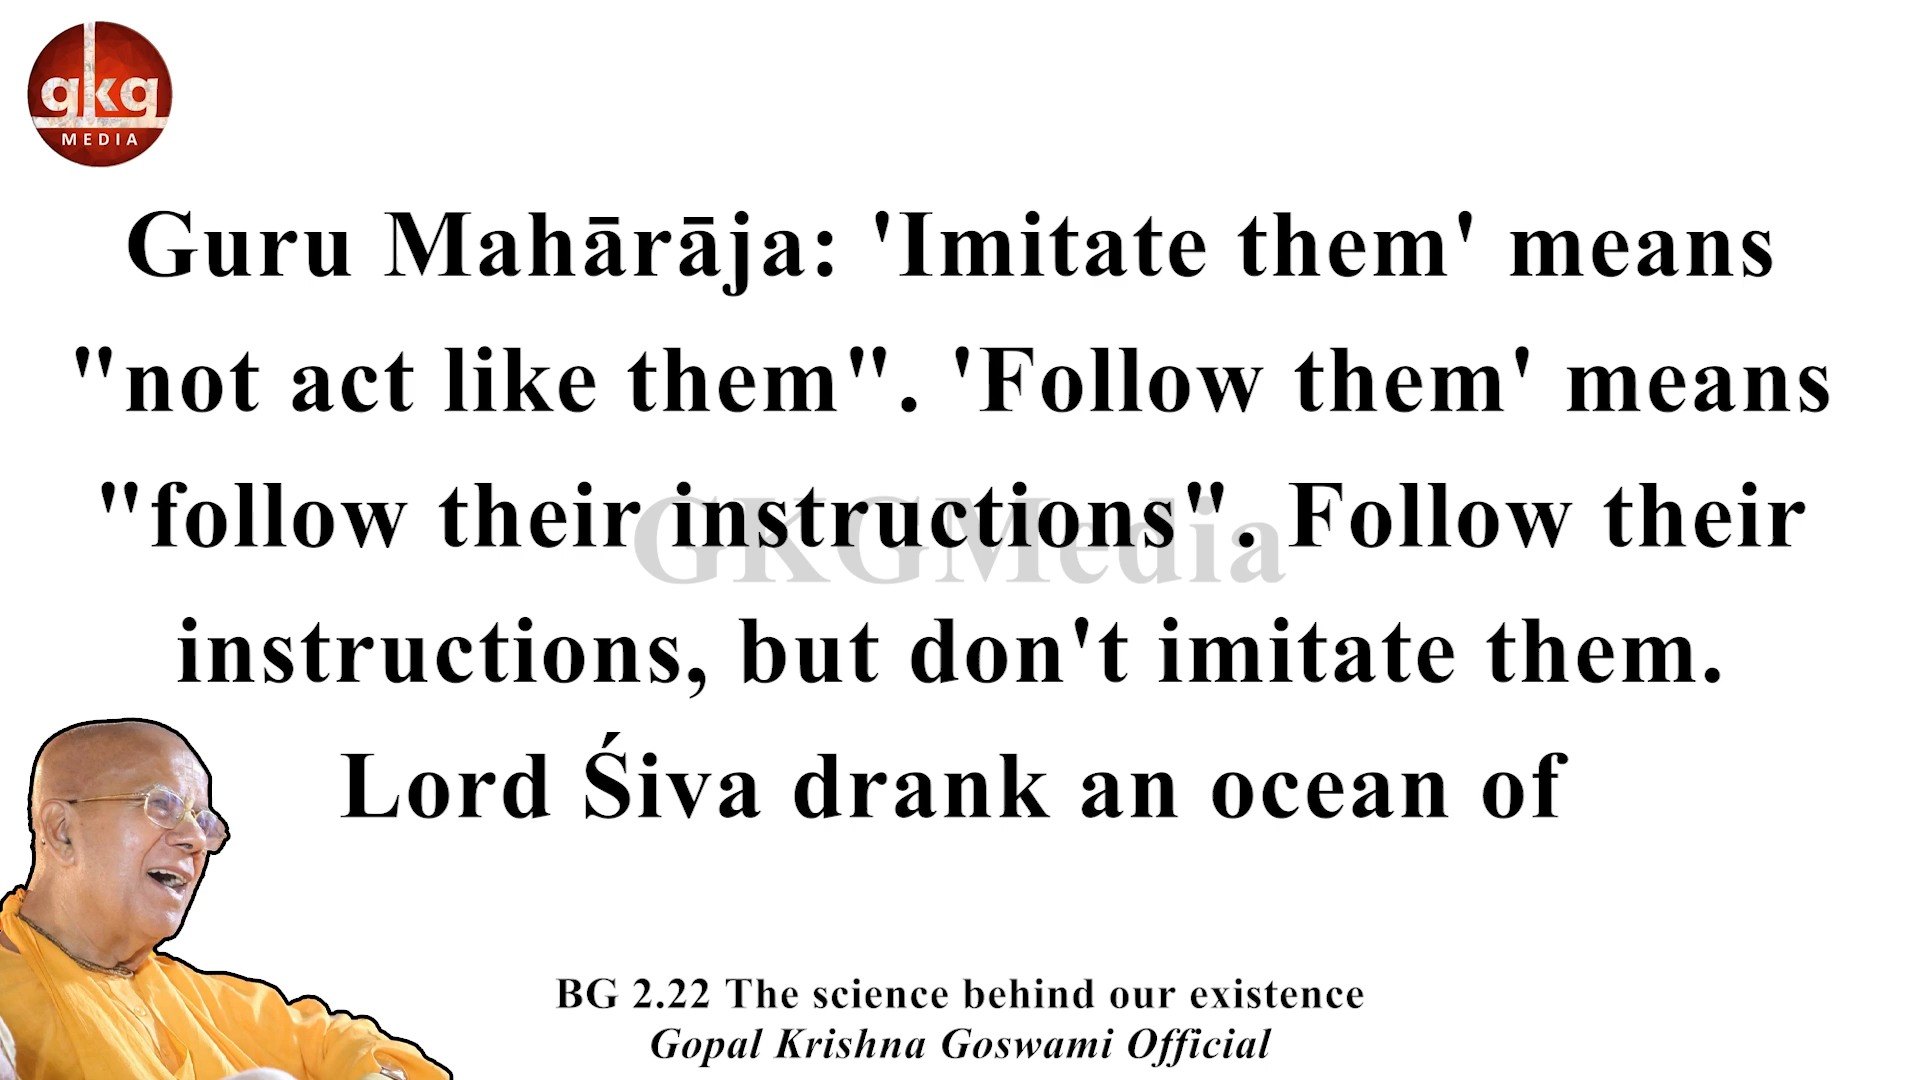 gkg
MEDIA
Guru Mahārāja: 'Imitate them' means
"not act like them". 'Follow them' means
"follow their instructions". Follow their
GKGMedia
instructions, but don't imitate them.
Lord Śiva drank an ocean of
BG 2.22 The science behind our existence
Gopal Krishna Goswami Official